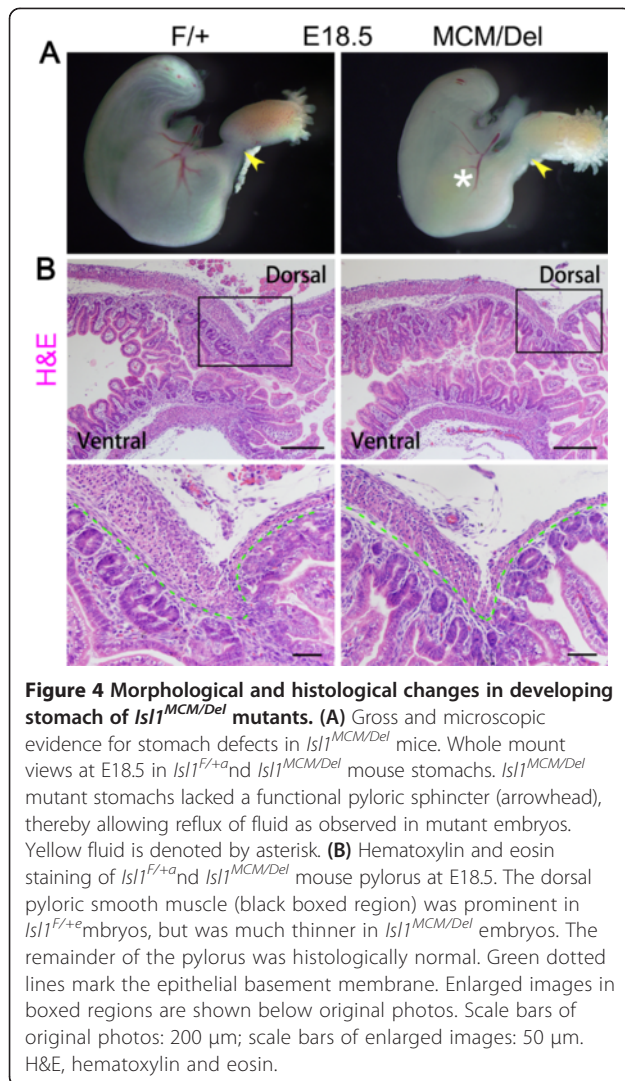 F/+ E18.5 MCM/Del
A
*
B
Dorsal Dorsal
H&E
Ventral Ventral
Figure 4 Morphological and histological changes in developing
stomach of Isl1MCM/Del mutants. (A) Gross and microscopic
evidence for stomach defects in Isl1MCM/Del mice. Whole mount
views at E18.5 in Isl1F/+and Isl1MCM/Del mouse stomachs. Isl1MCM/Del
mutant stomachs lacked a functional pyloric sphincter (arrowhead),
thereby allowing reflux of fluid as observed in mutant embryos.
Yellow fluid is denoted by asterisk. (B) Hematoxylin and eosin
staining of Isl1F/+and Isl1MCM/Del mouse pylorus at E18.5. The dorsal
pyloric smooth muscle (black boxed region) was prominent in
Isl1F/+embryos, but was much thinner in Isl1MCM/Del embryos. The
remainder of the pylorus was histologically normal. Green dotted
lines mark the epithelial basement membrane. Enlarged images in
boxed regions are shown below original photos. Scale bars of
original photos: 200 μm; scale bars of enlarged images: 50 μm.
H&E, hematoxylin and eosin.